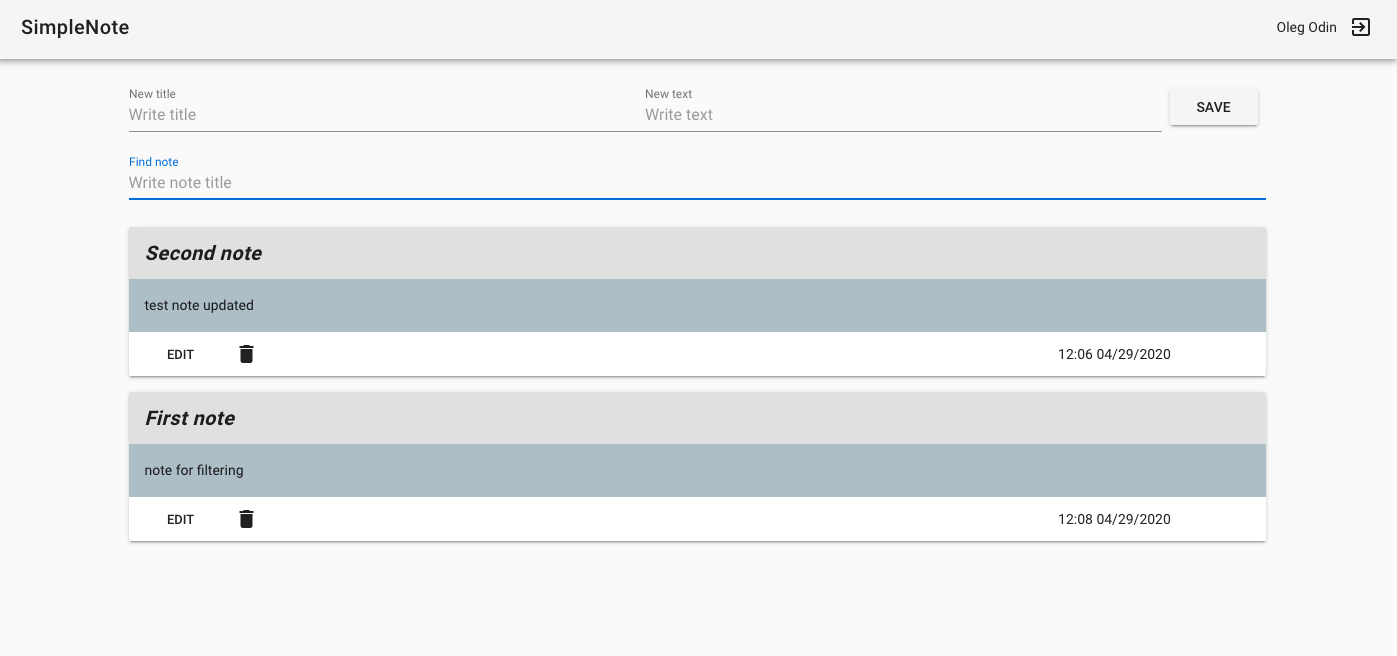 SimpleNote
Oleg Odin
New title
New text
Write title
Write text
SAVE
Find note
Write note title
Second note
test note updated
EDIT
12:06 04/29/2020
First note
note for filtering
EDIT
12:08 04/29/2020